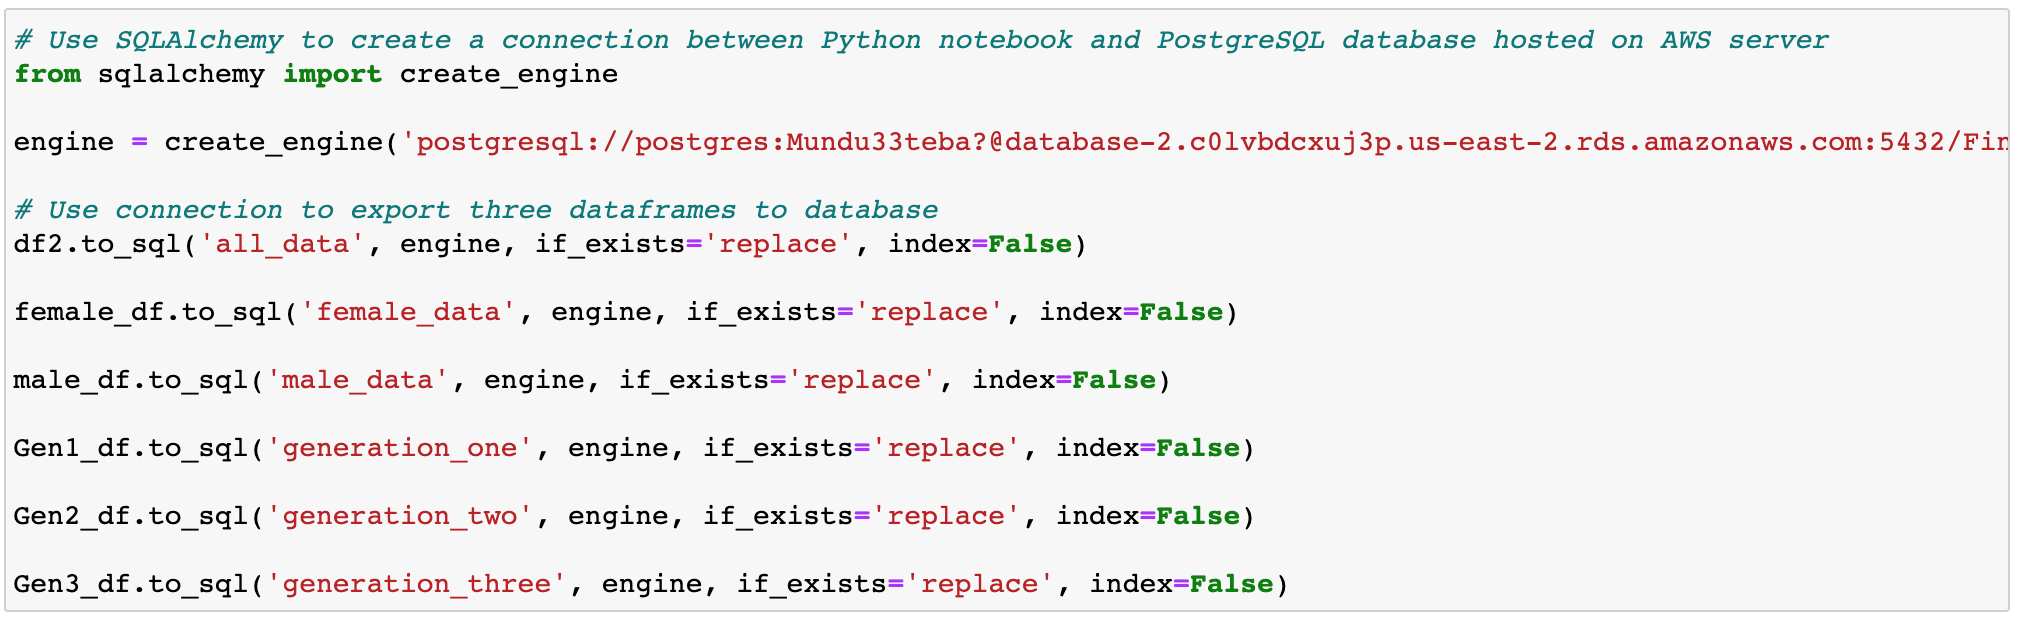 # Use SQLAlchemy to create a connection between Python notebook and PostgreSQL database hosted on AWS server
from sqlalchemy import create_engine
engine = create_engine('postgresql://postgres:Mundu33teba?@database-2.c0lvbdcxuj3p.us-east-2.rds.amazonaws.com:5432/Fin
# Use connection to export three dataframes to database
df2.to_sql('all_data', engine, if_exists='replace', index=False)
female_df.to_sql('female_data', engine, if_exists='replace', index=False)
male_df.to_sql('male_data', engine, if_exists='replace', index=False)
Gen1_df.to_sql('generation_one', engine, if_exists='replace', index=False)
Gen2_df.to_sql('generation_two', engine, if_exists='replace', index=False)
Gen3_df.to_sql('generation_three', engine, if_exists='replace', index=False)